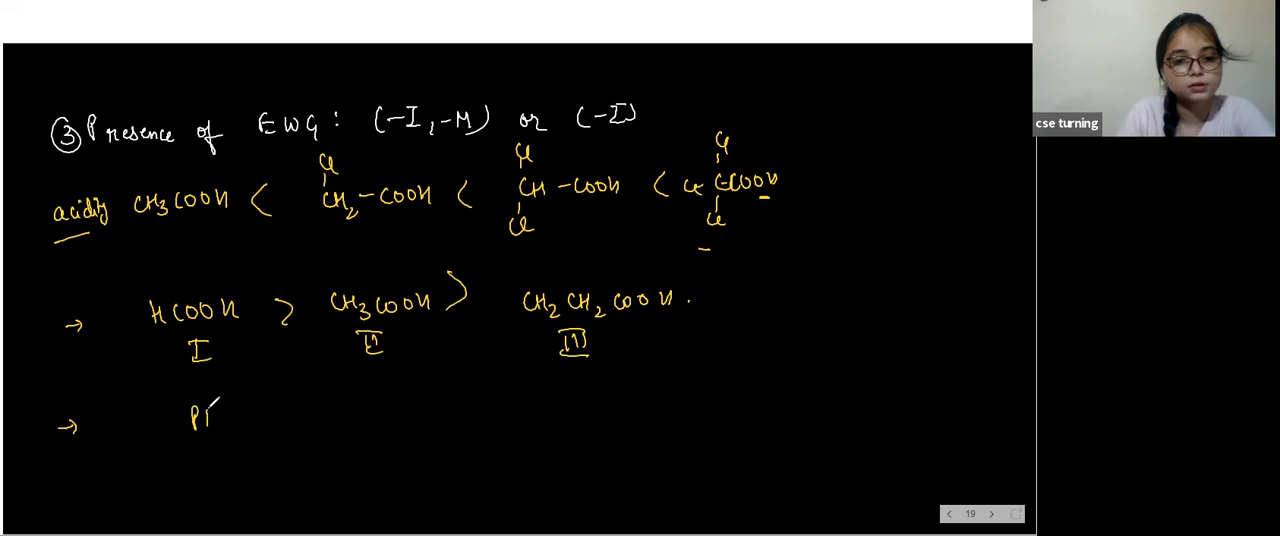 ③ Presence of EWG : (-I, -M) or (-I)
Cl Cl Cl
acidity CH3COOH < CH2-COOH < CH-COOH < Cl C-COOH
Cl Cl
→ HCOOH > CH3COOH > CH2CH2COOH.
I II III
→ Pl
cse turning
19